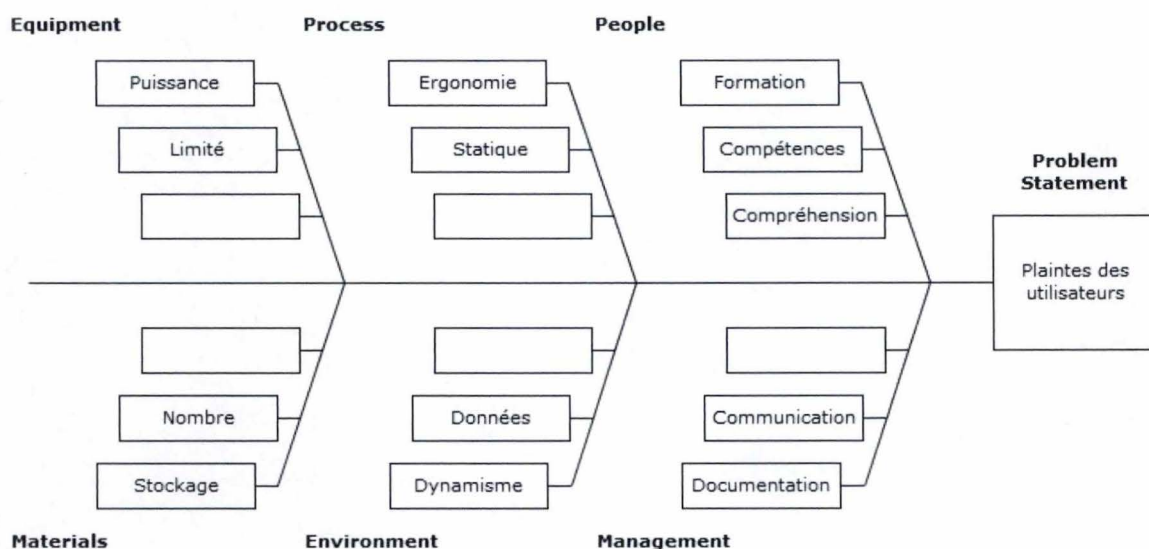 Equipment
Process
People
Puissance
Ergonomie
Formation
Limité
Statique
Compétences
Problem
Statement
Compréhension
Plaintes des
utilisateurs
Nombre
Données
Communication
Stockage
Dynamisme
Documentation
Materials
Environment
Management